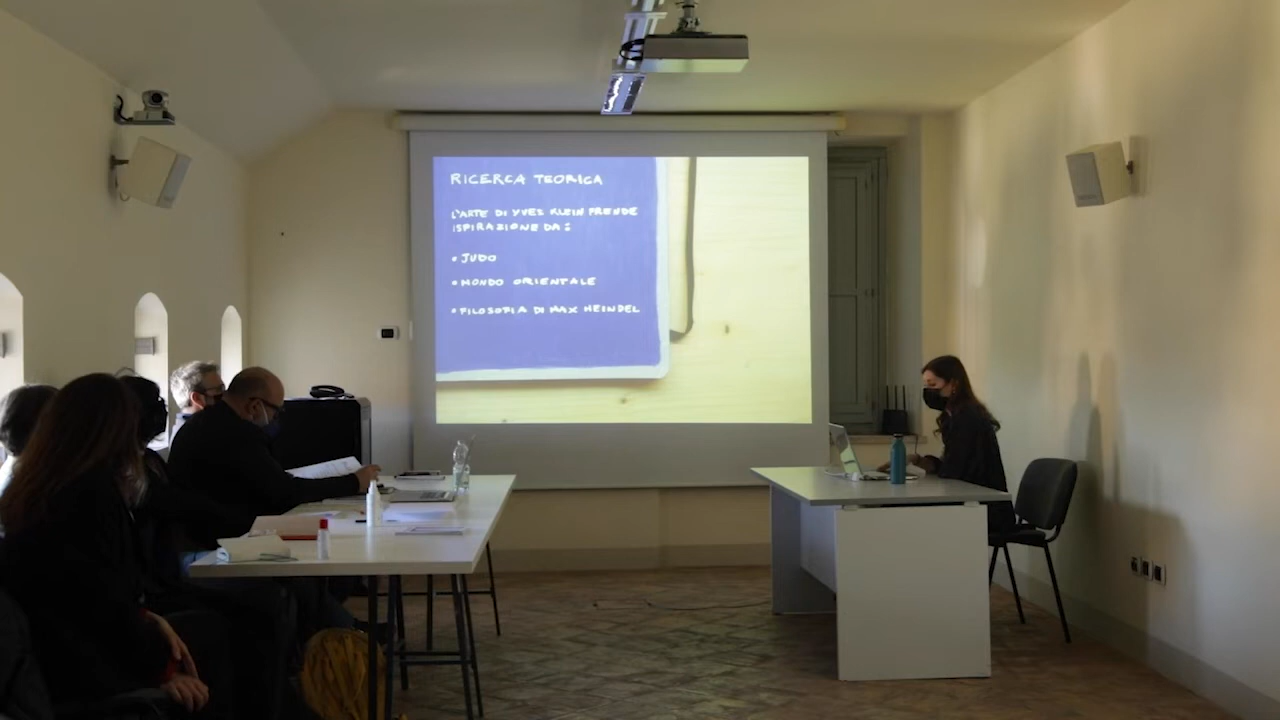 RICERCA TEORICA
L'ARTE DI YVES KLEIN PRENDE
ISPIRAZIONE DA:
• JUDO
• MONDO ORIENTALE
• FILOSOFIA DI MAX HEINDEL